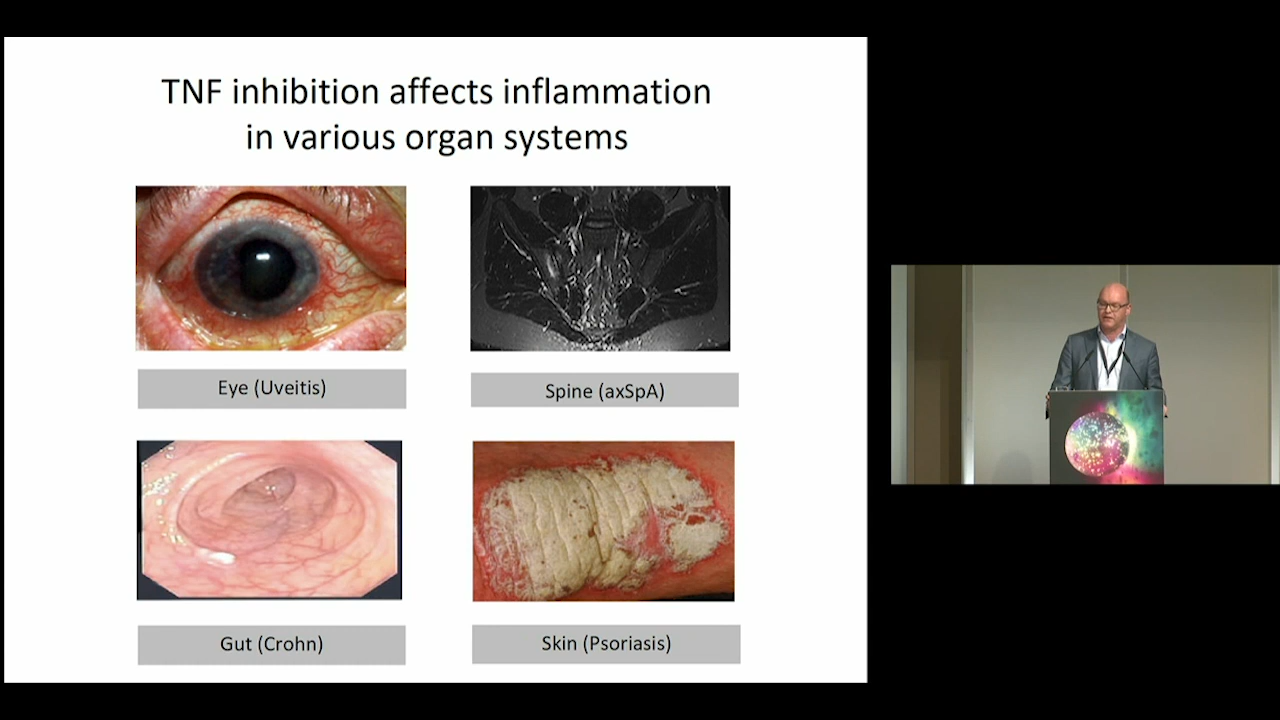 TNF inhibition affects inflammation
in various organ systems
Eye (Uveitis)
Spine (axSpA)
Gut (Crohn)
Skin (Psoriasis)